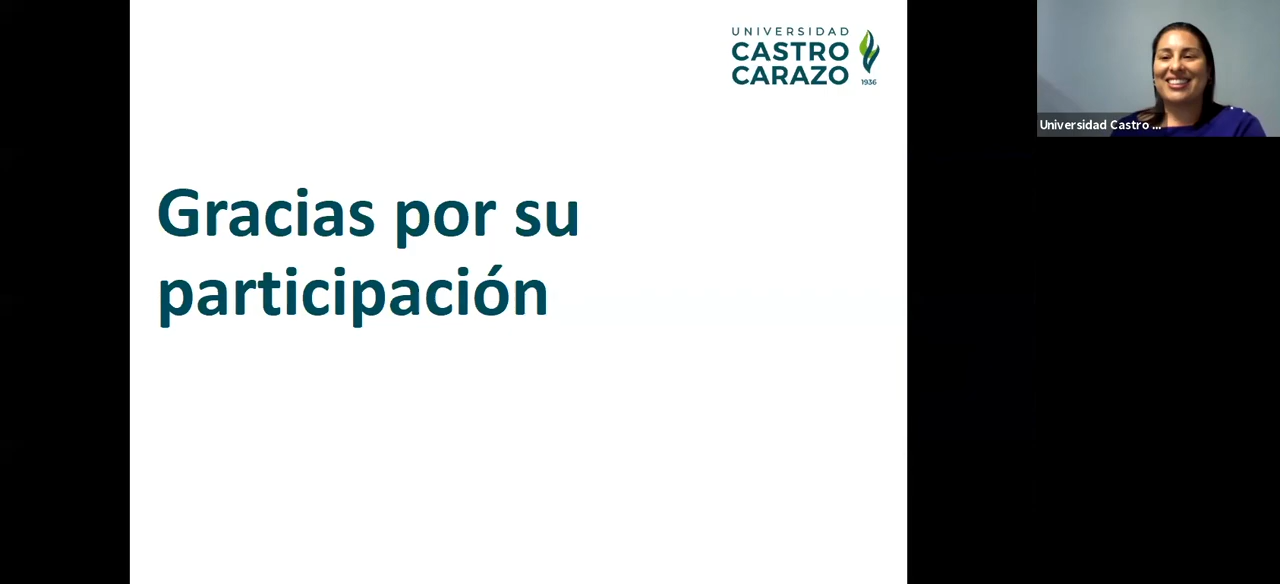 UNIVERSIDAD
CASTRO
CARAZO
1936
Universidad Castro ...
Gracias por su
participación